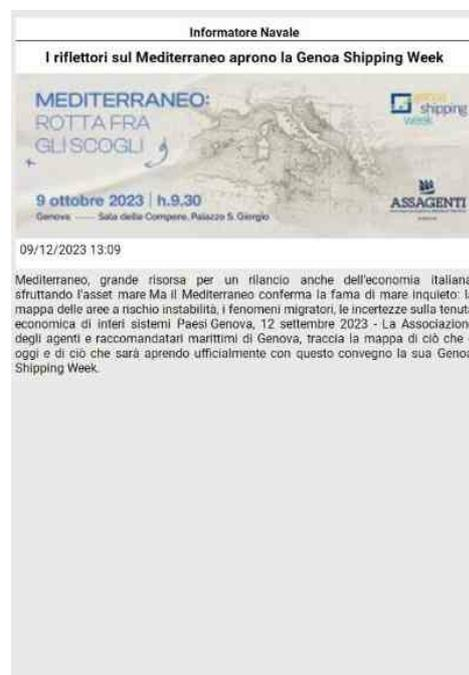 Informatore Navale
I riflettori sul Mediterraneo aprono la Genoa Shipping Week
MEDITERRANEO:
ROTTA FRA
GLI SCOGLI
genoa
shipping
week
9 ottobre 2023 | h.9,30
Genova —— Sala delle Compere, Palazzo S. Giorgio
ASSAGENTI
09/12/2023 13:09
Mediterraneo, grande risorsa per un rilancio anche dell'economia italiana
sfruttando l'asset mare Ma il Mediterraneo conferma la fama di mare inquieto: la
mappa delle aree a rischio instabilità, i fenomeni migratori, le incertezze sulla tenuta
economica di interi sistemi Paesi Genova, 12 settembre 2023 - La Association
degli agenti e raccomandatari marittimi di Genova, traccia la mappa di ciò che
oggi e di ciò che sarà aprendo ufficialmente con questo convegno la sua Genoa
Shipping Week.